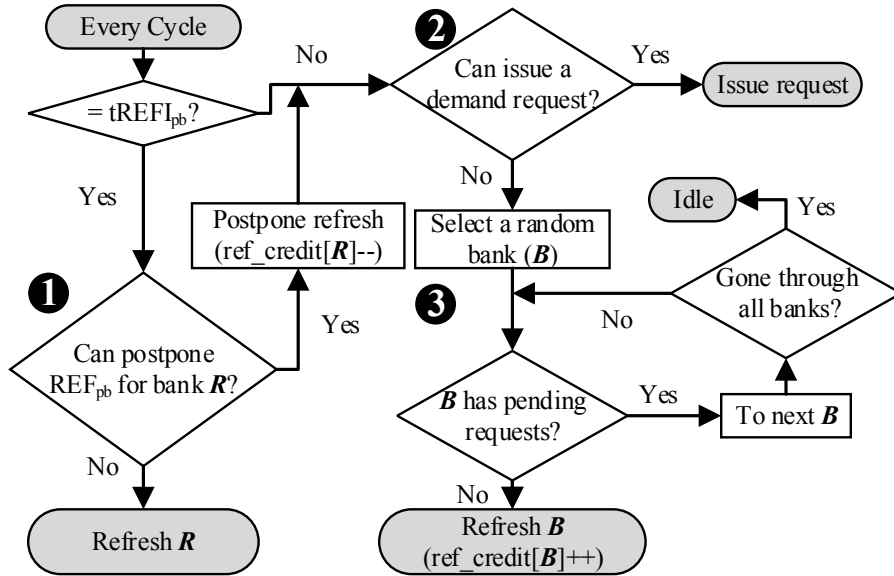 Every Cycle
= tREFIpb?
No
Yes
1
Can postpone
REFpb for bank R?
Yes
Postpone refresh
(ref_credit[R]--)
No
Refresh R
2
Can issue a
demand request?
Yes
Issue request
No
Select a random
bank (B)
3
B has pending
requests?
Yes
To next B
Gone through
all banks?
No
Yes
Idle
No
Refresh B
(ref_credit[B]++)